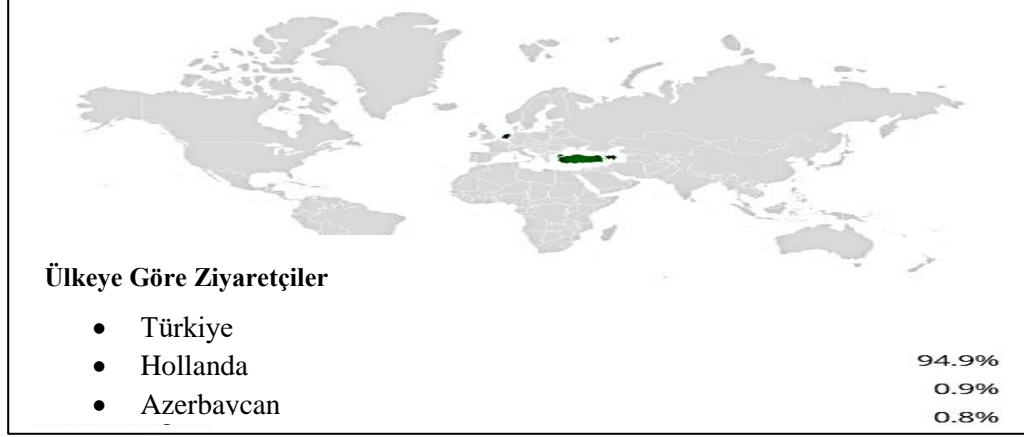 Ülkeye Göre Ziyaretçiler
• Türkiye
• Hollanda
94.9%
• Azerbaycan
0.9%
0.8%